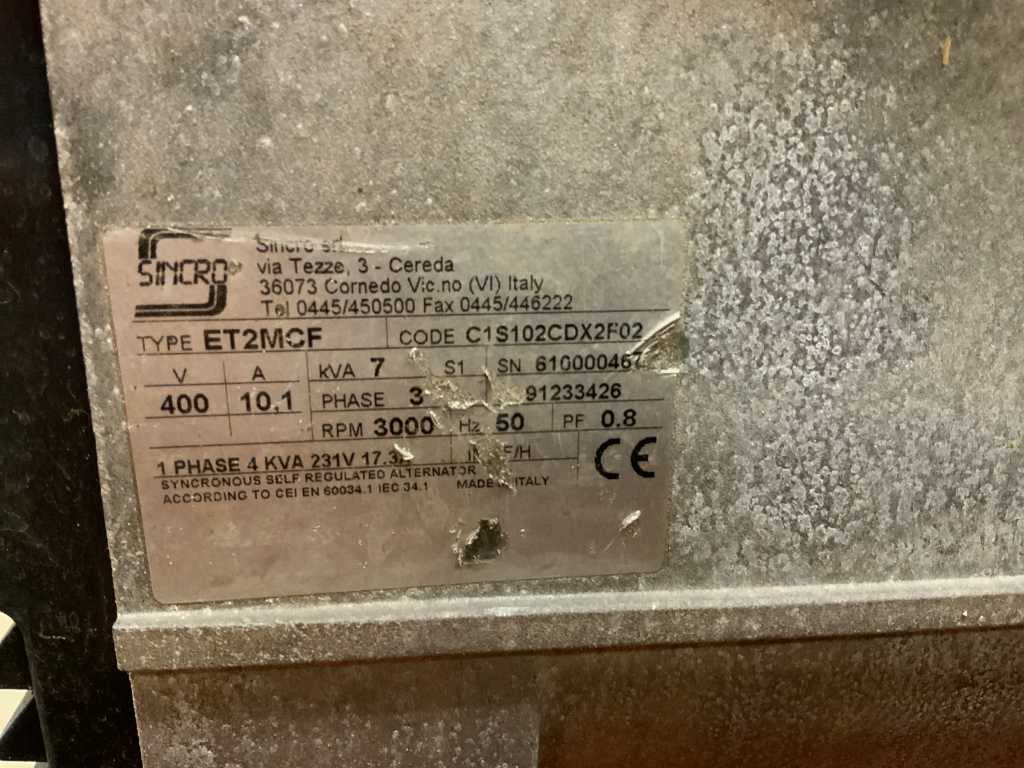 SINCRO
Sincro srl
via Tezze, 3 - Cereda
36073 Cornedo Vic.no (VI) Italy
Tel 0445/450500 Fax 0445/446222
TYPE ET2MCF CODE C1S102CDX2F02
V A KVA 7 S1 SN 610000467
400 10,1 PHASE 3 91233426
RPM 3000 Hz 50 PF 0.8
1 PHASE 4 KVA 231V CE
SYNCRONOUS SELF REGULATED ALTERNATOR
ACCORDING TO CEI EN 60034.1 IEC 34.1 MADE ITALY